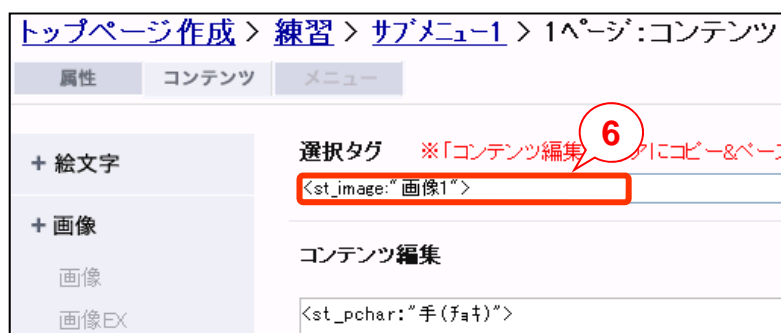 トップページ作成 > 練習 > ｻﾌﾞﾒﾆｭｰ1 > 1ﾍﾟｰｼﾞ:コンテンツ
属性 コンテンツ メニュー
+ 絵文字
選択タグ ※「コンテンツ編集 アにコピー&ペース
6
<st_image:"画像1">
+ 画像
コンテンツ編集
画像
<st_pchar:"手(ﾁｮｷ)">
画像EX